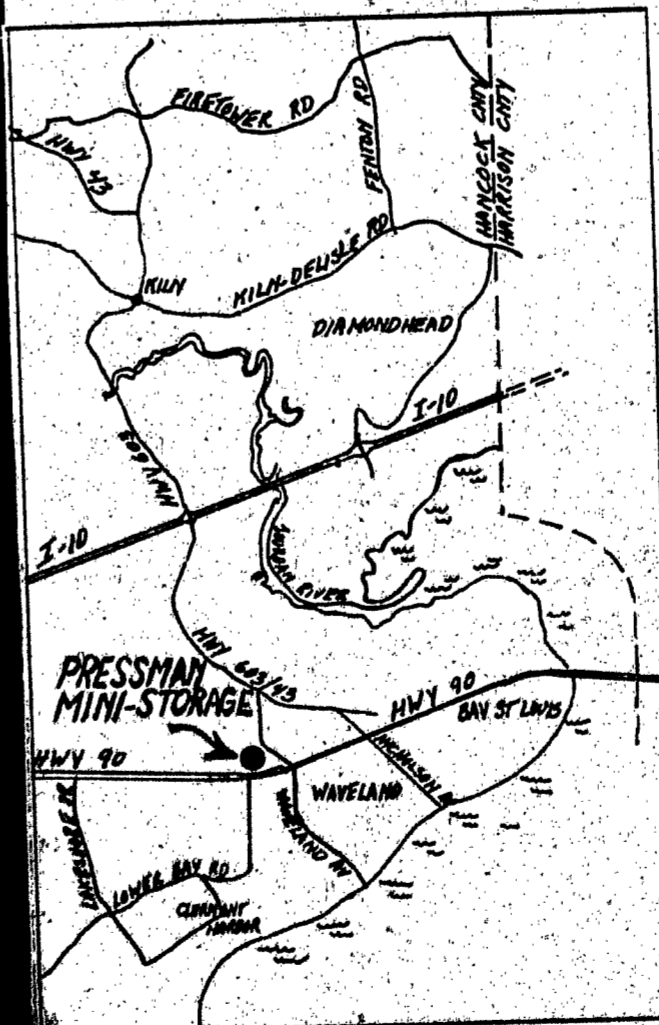 FIRETOWER RD
FENTON RD
HWY 43
HANCOCK CNTY
HARRISON CNTY
KILN
KILN-DELISLE RD
DIAMONDHEAD
I-10
HWY 603
I-10
RIVER
HWY 603/43
PRESSMAN
MINI-STORAGE
HWY 90
BAY ST LOUIS
HWY 90
NICHOLSON
WAVELAND
WAVELAND AV
LAKESHORE DR
LOWER BAY RD
CLERMONT
HARBOR